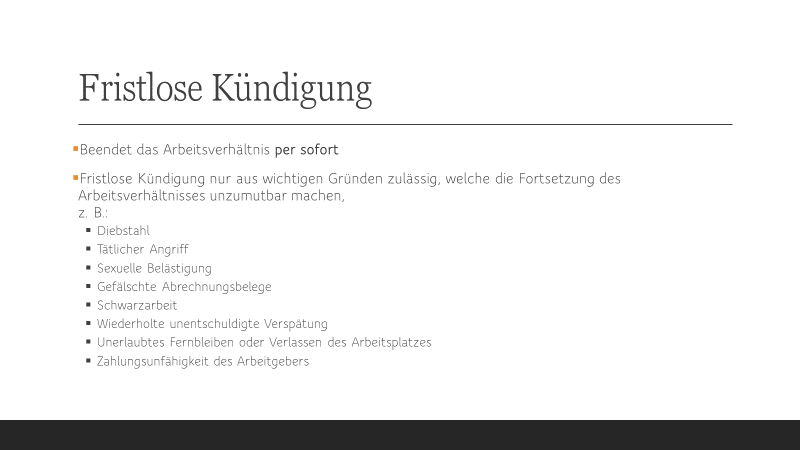 Fristlose Kündigung
▪Beendet das Arbeitsverhältnis per sofort
▪Fristlose Kündigung nur aus wichtigen Gründen zulässig, welche die Fortsetzung des
Arbeitsverhältnisses unzumutbar machen,
z. B.:
▪ Diebstahl
▪ Tätlicher Angriff
▪ Sexuelle Belästigung
▪ Gefälschte Abrechnungsbelege
▪ Schwarzarbeit
▪ Wiederholte unentschuldigte Verspätung
▪ Unerlaubtes Fernbleiben oder Verlassen des Arbeitsplatzes
▪ Zahlungsunfähigkeit des Arbeitgebers